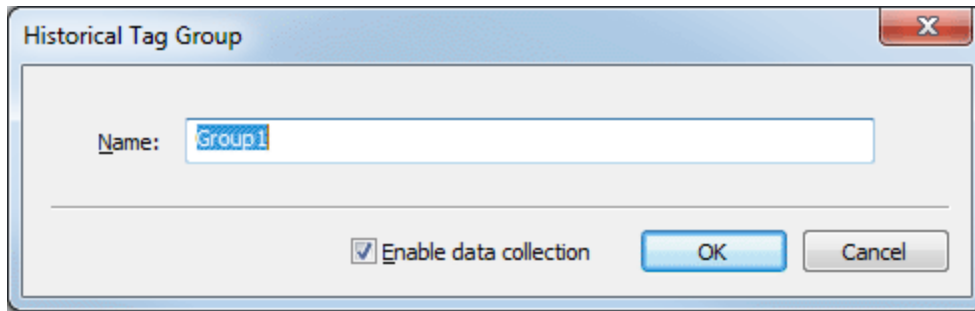 Historical Tag Group
Name: Group1
Enable data collection OK Cancel